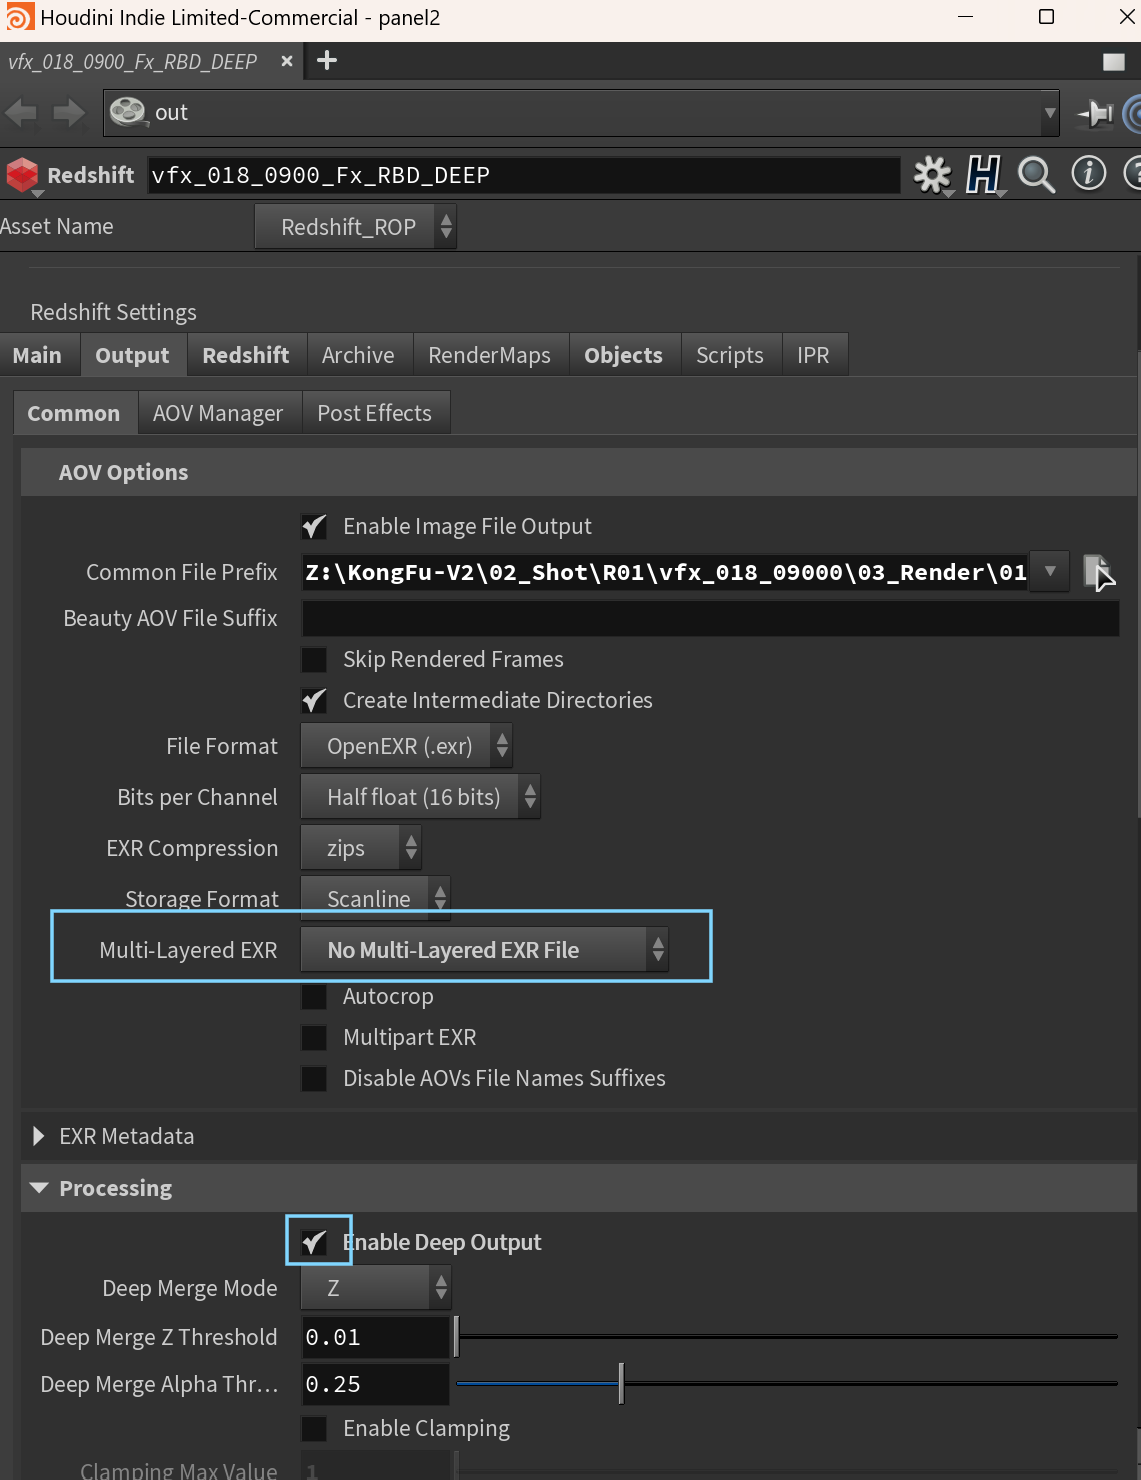 Houdini Indie Limited-Commercial - panel2
vfx_018_0900_Fx_RBD_DEEP
out
Redshift vfx_018_0900_Fx_RBD_DEEP
Asset Name Redshift_ROP
Redshift Settings
Main Output Redshift Archive RenderMaps Objects Scripts IPR
Common AOV Manager Post Effects
AOV Options
Enable Image File Output
Common File Prefix Z:\KongFu-V2\02_Shot\R01\vfx_018_09000\03_Render\01
Beauty AOV File Suffix
Skip Rendered Frames
Create Intermediate Directories
File Format OpenEXR (.exr)
Bits per Channel Half float (16 bits)
EXR Compression zips
Storage Format Scanline
Multi-Layered EXR No Multi-Layered EXR File
Autocrop
Multipart EXR
Disable AOVs File Names Suffixes
EXR Metadata
Processing
Enable Deep Output
Deep Merge Mode Z
Deep Merge Z Threshold 0.01
Deep Merge Alpha Thr... 0.25
Enable Clamping
Clamping Max Value 1